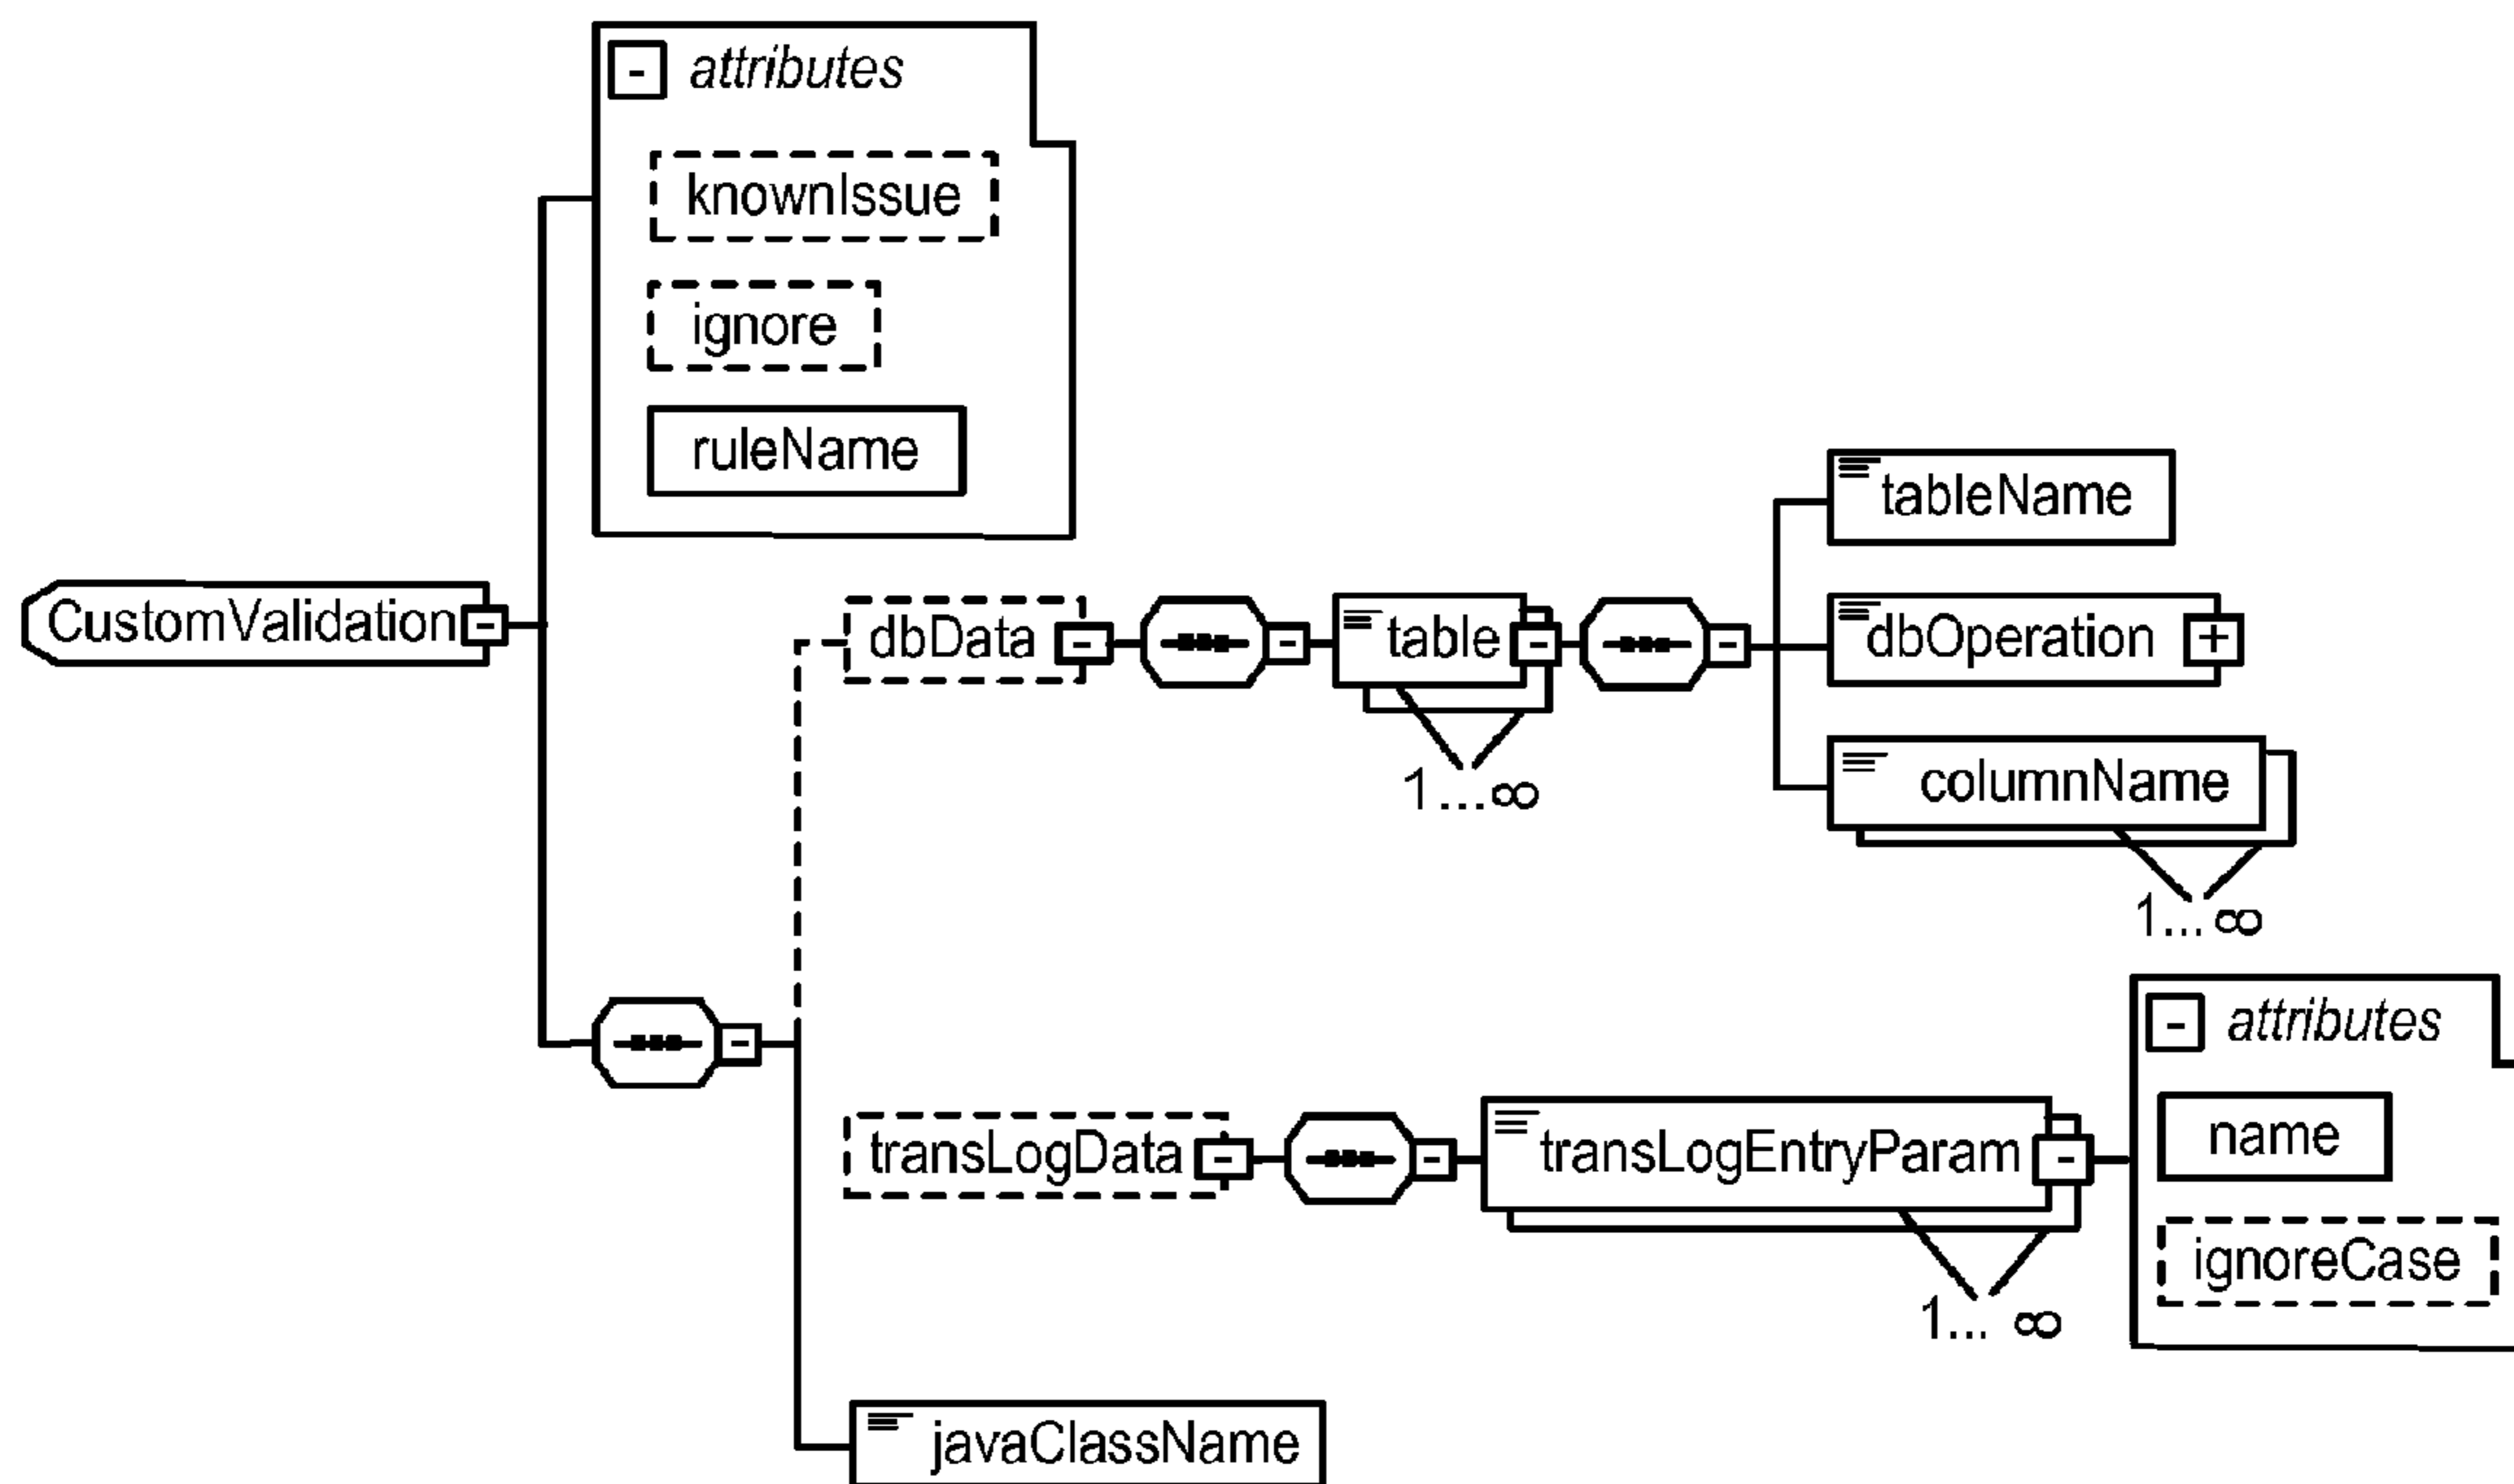 attributes
knownIssue
ignore
ruleName
CustomValidation
dbData
table
1...∞
tableName
dbOperation
columnName
1...∞
transLogData
transLogEntryParam
1... ∞
attributes
name
ignoreCase
javaClassName